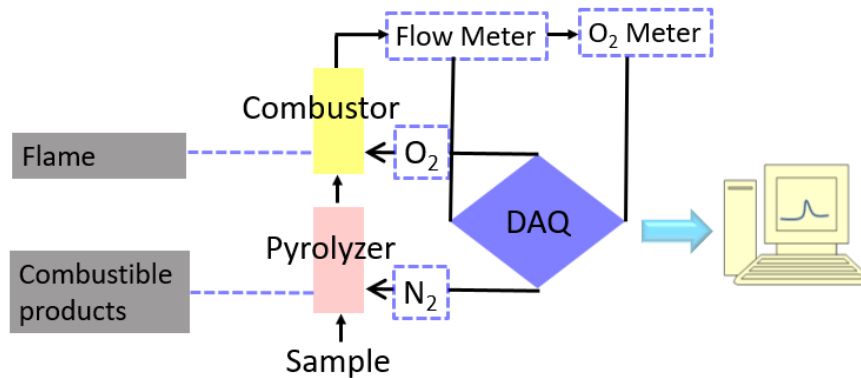 Flow Meter
O₂ Meter
Combustor
Flame
O₂
DAQ
Pyrolyzer
Combustible
products
N₂
Sample